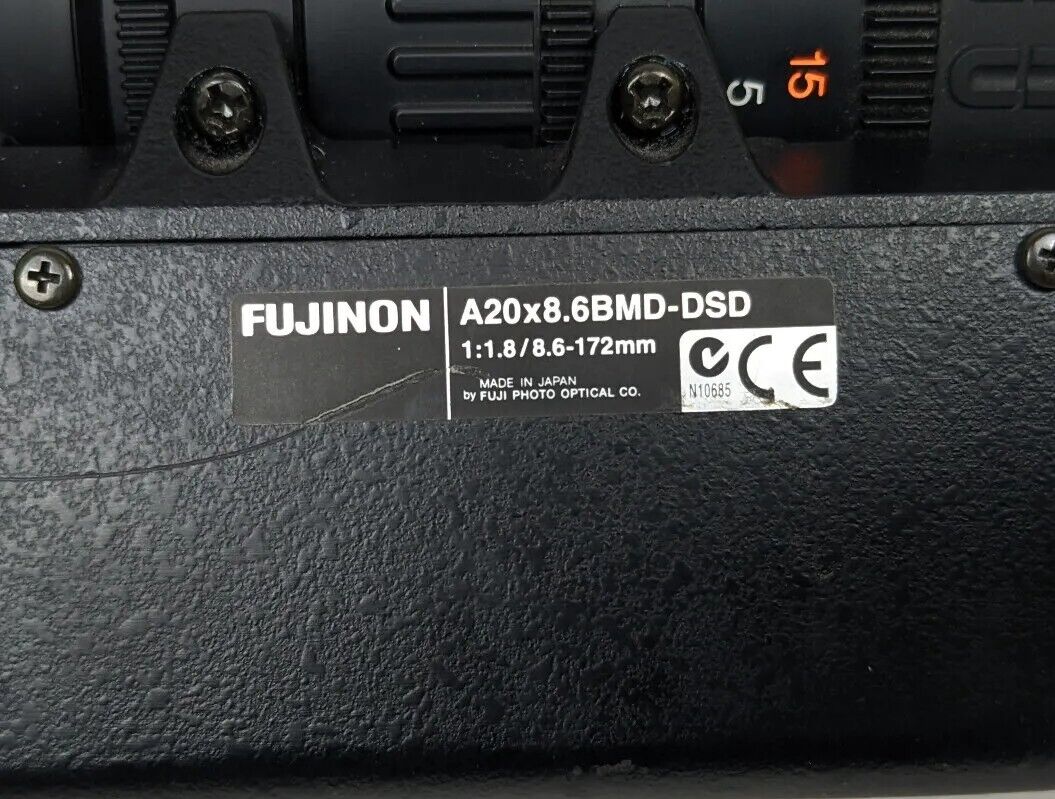 15
5
FUJINON
A20x8.6BMD-DSD
1:1.8/8.6-172mm
MADE IN JAPAN
by FUJI PHOTO OPTICAL CO.
N10685
CE